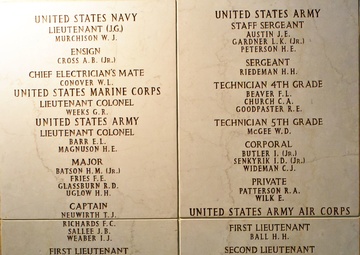 UNITED STATES NAVY
LIEUTENANT (J.G.)
MURCHISON W. J.
ENSIGN
CROSS A. B. (JR.)
CHIEF ELECTRICIAN'S MATE
CONOVER W. L.
UNITED STATES MARINE CORPS
LIEUTENANT COLONEL
WEEKS G. R.
UNITED STATES ARMY
LIEUTENANT COLONEL
BARR E. L.
MAGNUSON H. E.
MAJOR
BATSON H. M. (JR.)
FRIES F. E.
GLASSBURN R. D.
UGLOW H. H.
CAPTAIN
NEUWIRTH T. J.
RICHARDS F. C.
SALLEE J. B.
WEABER I. J.
FIRST LIEUTENANT
UNITED STATES ARMY
STAFF SERGEANT
AUSTIN J. E.
GARDNER L. K. (JR.)
PETERSON H. E.
SERGEANT
RIEDEMAN H. H.
TECHNICIAN 4TH GRADE
BEAVER F. L.
CHURCH C. A.
GOODPASTER R. E.
TECHNICIAN 5TH GRADE
McGEE W. D.
CORPORAL
BUTLER I. (JR.)
SENKYRIK I. D. (JR.)
WIDEMAN C. J.
PRIVATE
PATTERSON R. A.
WILK E.
UNITED STATES ARMY AIR CORPS
FIRST LIEUTENANT
BALL H. H.
SECOND LIEUTENANT